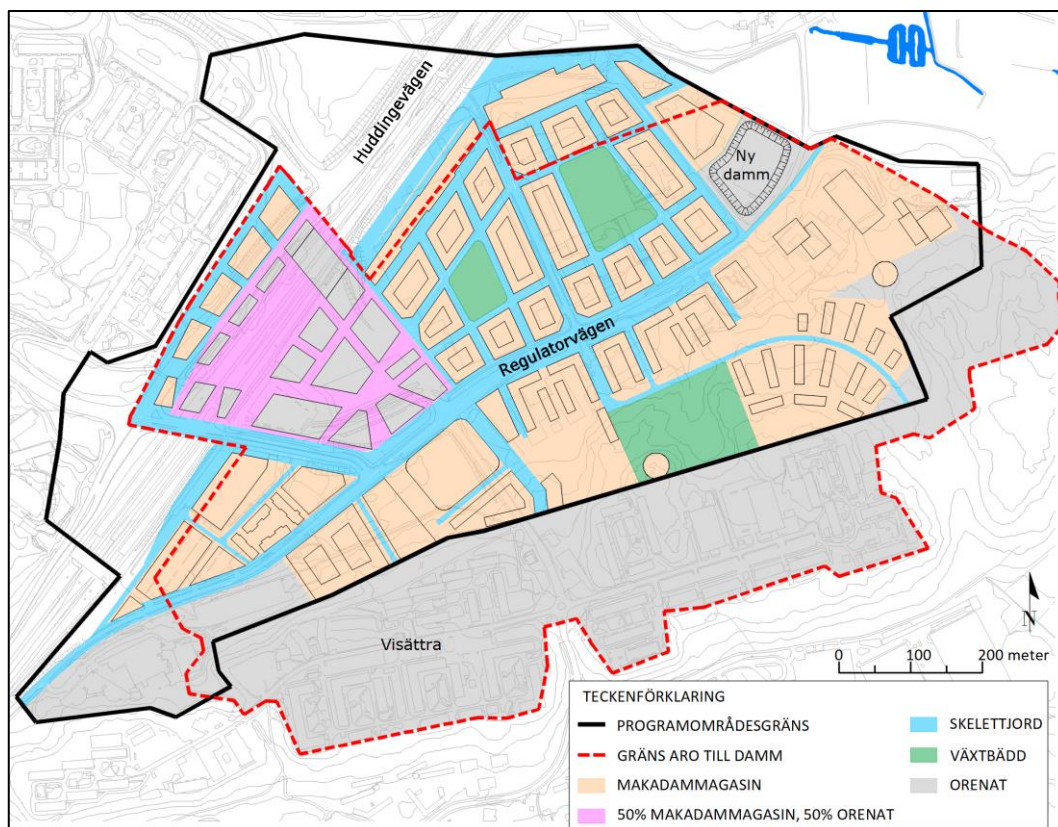 Huddingevägen
Ny
damm
Regulatorvägen
Visättra
N
0 100 200 meter
TECKENFÖRKLARING
PROGRAMOMRÅDESGRÄNS
GRÄNS ARO TILL DAMM
MAKADAMMAGASIN
50% MAKADAMMAGASIN, 50% ORENAT
SKELETTJORD
VÄXTBÄDD
ORENAT